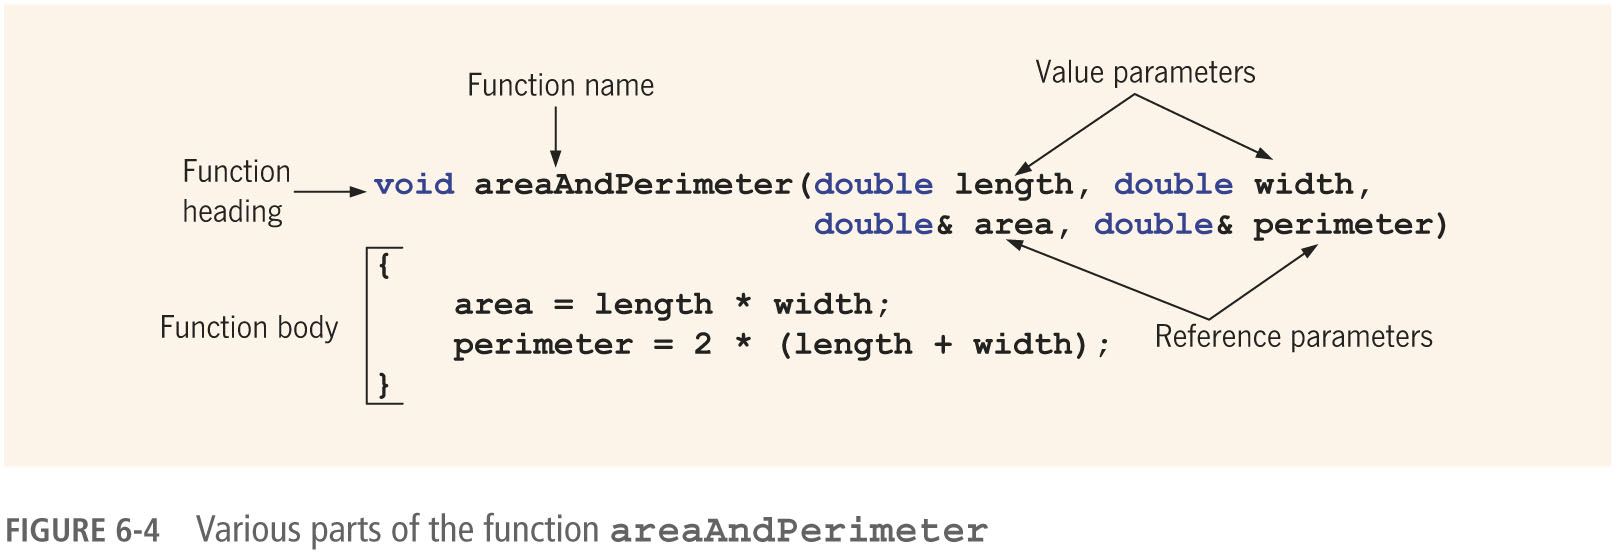 Function name
Value parameters
Function
heading
void areaAndPerimeter(double length, double width,
double& area, double& perimeter)
{
area = length * width;
Function body
perimeter = 2 * (length + width);
Reference parameters
}
FIGURE 6-4 Various parts of the function areaAndPerimeter